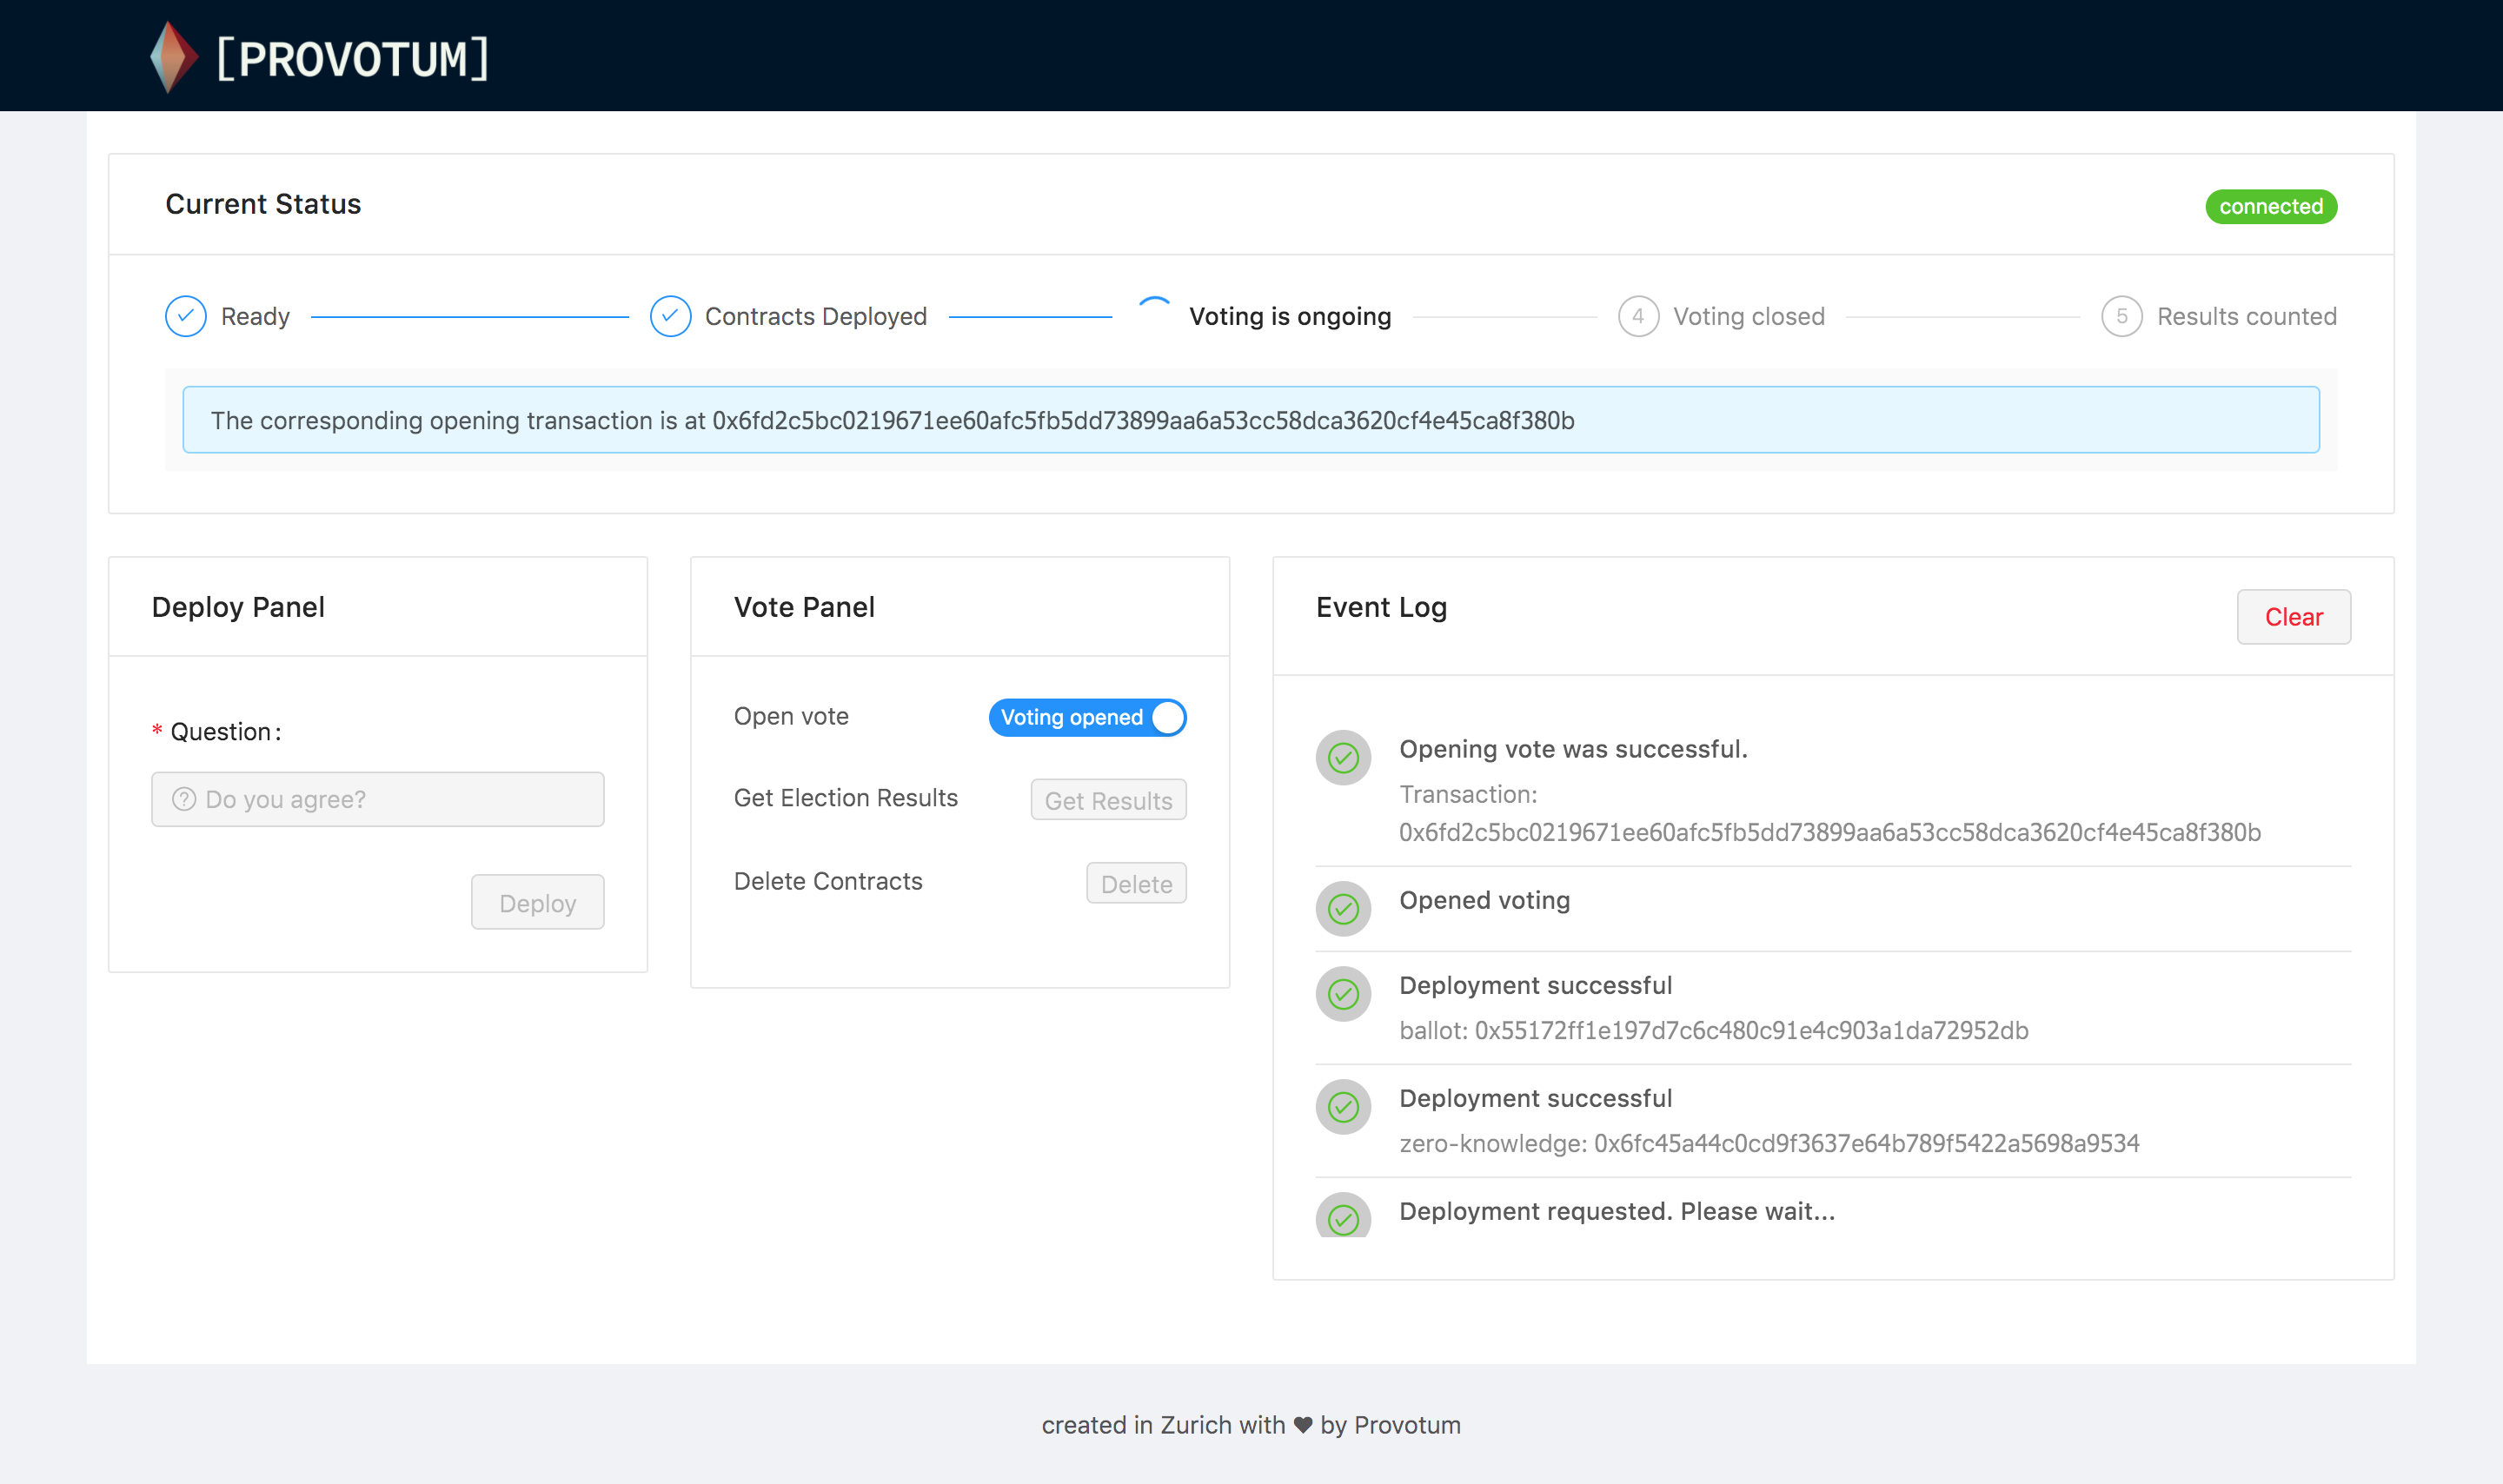 [PROVOTUM]
Current Status
connected
Ready
Contracts Deployed
Voting is ongoing
4 Voting closed
5 Results counted
The corresponding opening transaction is at 0x6fd2c5bc0219671ee60afc5fb5dd73899aa6a53cc58dca3620cf4e45ca8f380b
Deploy Panel
* Question:
Do you agree?
Deploy
Vote Panel
Open vote
Voting opened
Get Election Results
Get Results
Delete Contracts
Delete
Event Log
Clear
Opening vote was successful.
Transaction:
0x6fd2c5bc0219671ee60afc5fb5dd73899aa6a53cc58dca3620cf4e45ca8f380b
Opened voting
Deployment successful
ballot: 0x55172ff1e197d7c6c480c91e4c903a1da72952db
Deployment successful
zero-knowledge: 0x6fc45a44c0cd9f3637e64b789f5422a5698a9534
Deployment requested. Please wait...
created in Zurich with ❤ by Provotum